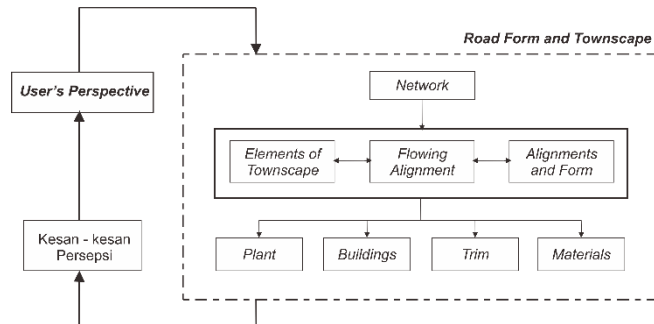 Road Form and Townscape
User's Perspective
Network
Elements of
Townscape
Flowing
Alignment
Alignments
and Form
Kesan - kesan
Persepsi
Plant
Buildings
Trim
Materials